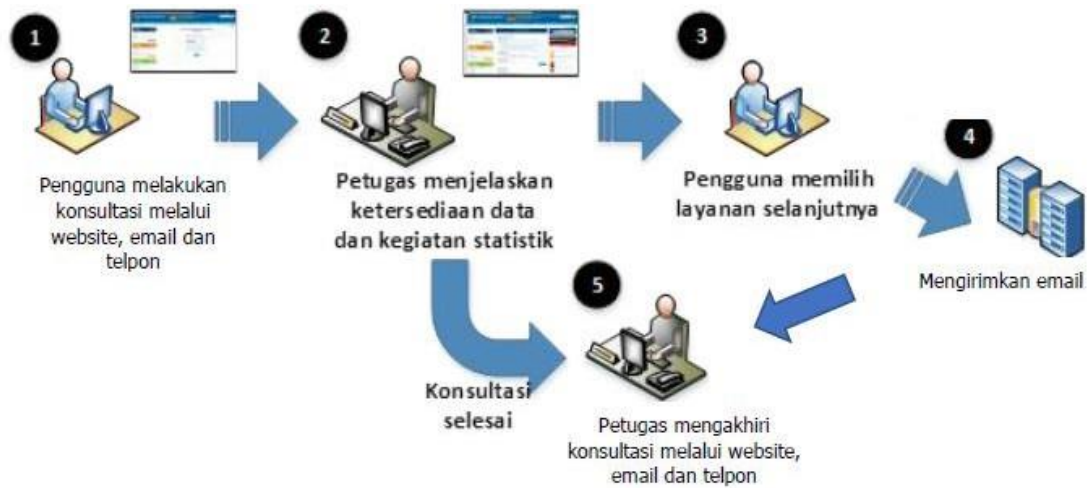 1
Pengguna melakukan
konsultasi melalui
website, email dan
telpon
2
Petugas menjelaskan
ketersediaan data
dan kegiatan statistik
3
Pengguna memilih
layanan selanjutnya
4
Mengirimkan email
Konsultasi
selesai
5
Petugas mengakhiri
konsultasi melalui website,
email dan telpon